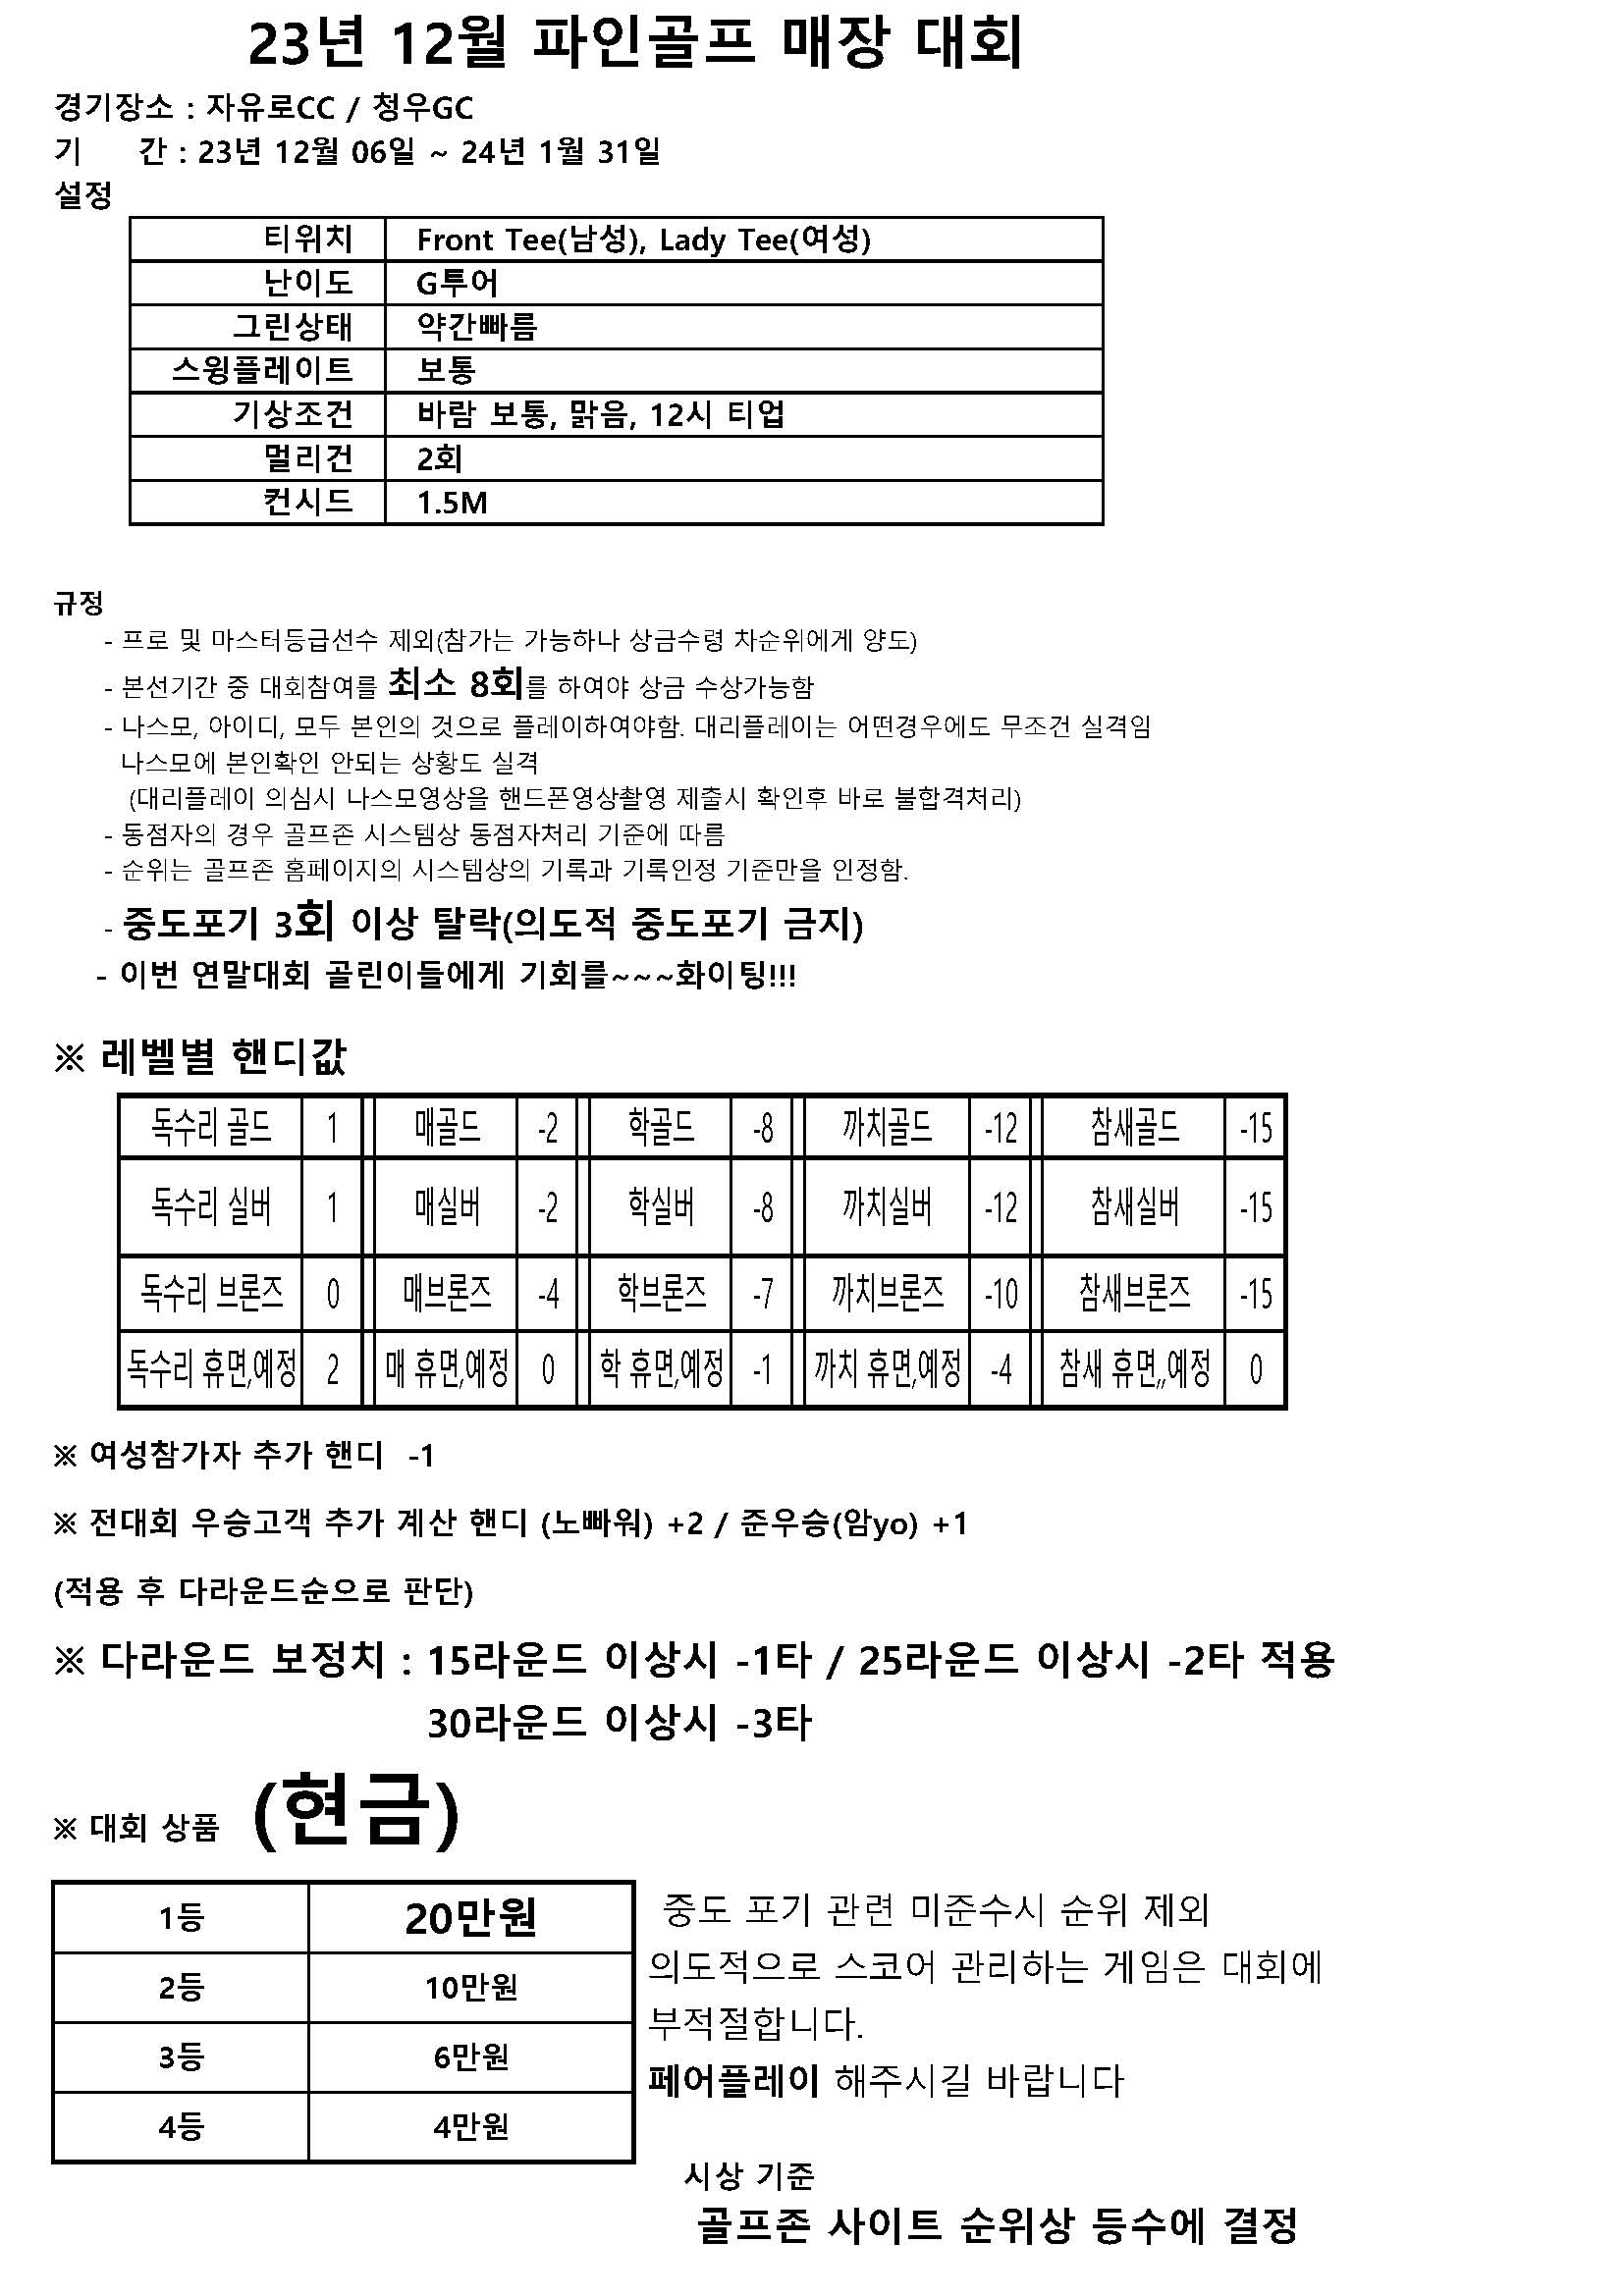 23년 12월 파인골프 매장 대회
경기장소 : 자유로CC / 청우GC
기 간 : 23년 12월 06일 ~ 24년 1월 31일
설정
티위치 Front Tee(남성), Lady Tee(여성)
난이도 G투어
그린상태 약간빠름
스윙플레이트 보통
기상조건 바람 보통, 맑음, 12시 티업
멀리건 2회
컨시드 1.5M
규정
- 프로 및 마스터등급선수 제외(참가는 가능하나 상금수령 차순위에게 양도)
- 본선기간 중 대회참여를 최소 8회를 하여야 상금 수상가능함
- 나스모, 아이디, 모두 본인의 것으로 플레이하여야함. 대리플레이는 어떤경우에도 무조건 실격임
나스모에 본인확인 안되는 상황도 실격
(대리플레이 의심시 나스모영상을 핸드폰영상촬영 제출시 확인후 바로 불합격처리)
- 동점자의 경우 골프존 시스템상 동점자처리 기준에 따름
- 순위는 골프존 홈페이지의 시스템상의 기록과 기록인정 기준만을 인정함.
- 중도포기 3회 이상 탈락(의도적 중도포기 금지)
- 이번 연말대회 골린이들에게 기회를~~~화이팅!!!
※ 레벨별 핸디값
독수리 골드 1 매골드 -2 학골드 -8 까치골드 -12 참새골드 -15
독수리 실버 1 매실버 -2 학실버 -8 까치실버 -12 참새실버 -15
독수리 브론즈 0 매브론즈 -4 학브론즈 -7 까치브론즈 -10 참새브론즈 -15
독수리 휴면,예정 2 매 휴면,예정 0 학 휴면,예정 -1 까치 휴면,예정 -4 참새 휴면,,예정 0
※ 여성참가자 추가 핸디 -1
※ 전대회 우승고객 추가 계산 핸디 (노빠워) +2 / 준우승(암yo) +1
(적용 후 다라운드순으로 판단)
※ 다라운드 보정치 : 15라운드 이상시 -1타 / 25라운드 이상시 -2타 적용
30라운드 이상시 -3타
※ 대회 상품 (현금)
1등 20만원
2등 10만원
3등 6만원
4등 4만원
중도 포기 관련 미준수시 순위 제외
의도적으로 스코어 관리하는 게임은 대회에
부적절합니다.
페어플레이 해주시길 바랍니다
시상 기준
골프존 사이트 순위상 등수에 결정